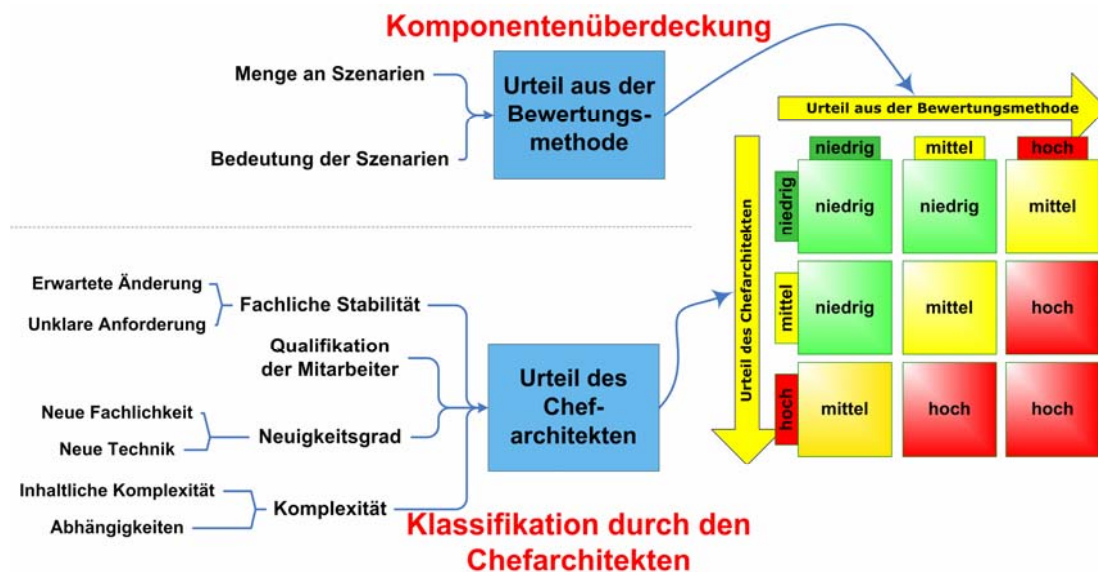 Komponentenüberdeckung
Menge an Szenarien
Bedeutung der Szenarien
Urteil aus der
Bewertungs-
methode
Urteil aus der Bewertungsmethode
Urteil des Chefarchitekten
niedrig
mittel
hoch
niedrig
niedrig
niedrig
mittel
mittel
niedrig
mittel
hoch
hoch
mittel
hoch
hoch
Erwartete Änderung
Unklare Anforderung
Fachliche Stabilität
Qualifikation
der Mitarbeiter
Neue Fachlichkeit
Neue Technik
Neuigkeitsgrad
Inhaltliche Komplexität
Abhängigkeiten
Komplexität
Urteil des
Chef-
architekten
Klassifikation durch den
Chefarchitekten